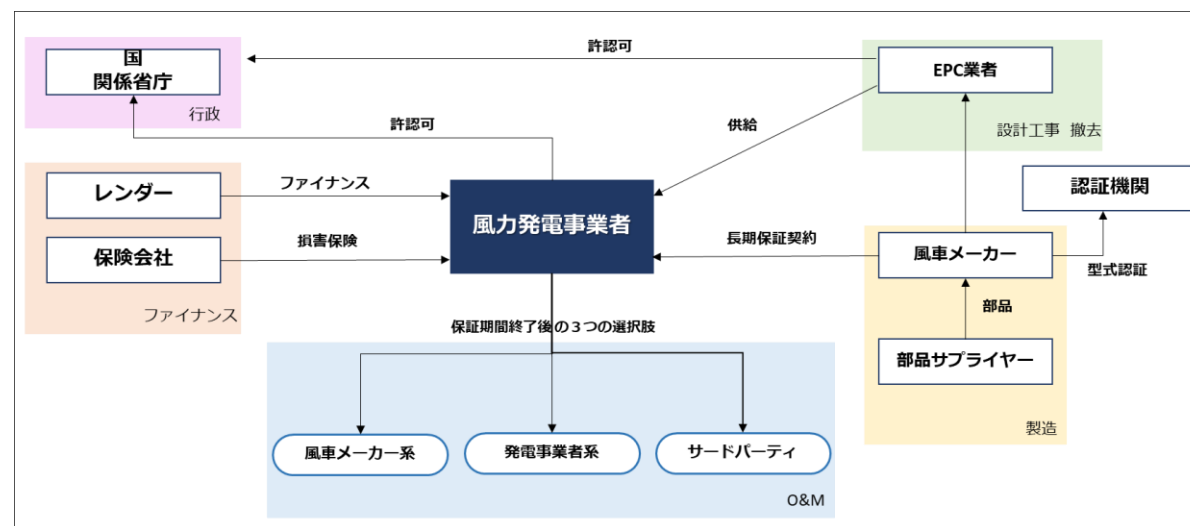 国
関係省庁
行政
許認可
EPC業者
設計工事 撤去
許認可
供給
レンダー
ファイナンス
風力発電事業者
認証機関
保険会社
損害保険
長期保証契約
風車メーカー
型式認証
ファイナンス
部品
保証期間終了後の３つの選択肢
部品サプライヤー
製造
風車メーカー系
発電事業者系
サードパーティ
O&M